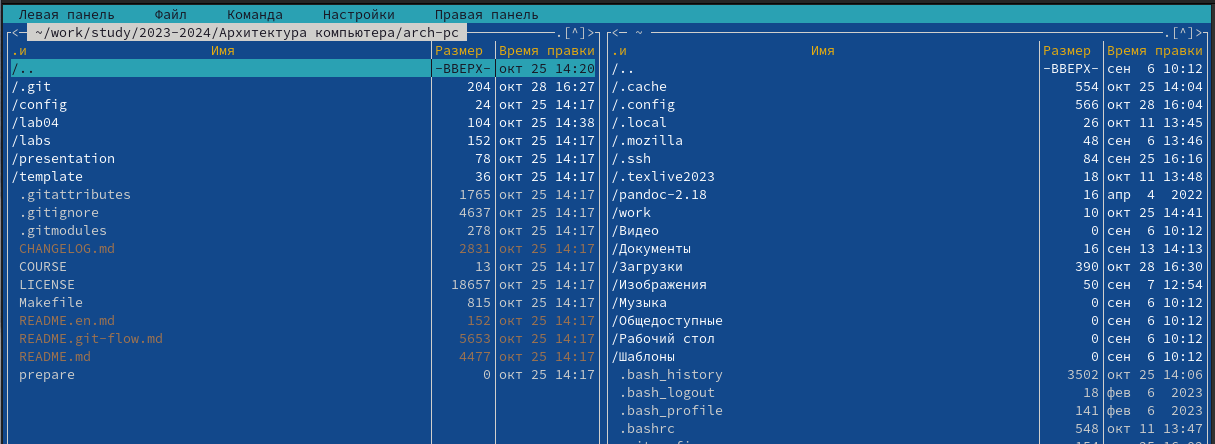 Левая панель Файл Команда Настройки Правая панель
<─ ~/work/study/2023-2024/Архитектура компьютера/arch-pc .[^]> <─ ~ .[^]>
.и Имя Размер Время правки .и Имя Размер Время правки
/.. -ВВЕРХ- окт 25 14:20 /.. -ВВЕРХ- сен 6 10:12
/.git 204 окт 28 16:27 /.cache 554 окт 25 14:04
/config 24 окт 25 14:17 /.config 566 окт 28 16:04
/lab04 104 окт 25 14:38 /.local 26 окт 11 13:45
/labs 152 окт 25 14:17 /.mozilla 48 сен 6 13:46
/presentation 78 окт 25 14:17 /.ssh 84 сен 25 16:16
/template 36 окт 25 14:17 /.texlive2023 18 окт 11 13:48
.gitattributes 1765 окт 25 14:17 /pandoc-2.18 16 апр 4 2022
.gitignore 4637 окт 25 14:17 /work 10 окт 25 14:41
.gitmodules 278 окт 25 14:17 /Видео 0 сен 6 10:12
CHANGELOG.md 2831 окт 25 14:17 /Документы 16 сен 13 14:13
COURSE 13 окт 25 14:17 /Загрузки 390 окт 28 16:30
LICENSE 18657 окт 25 14:17 /Изображения 50 сен 7 12:54
Makefile 815 окт 25 14:17 /Музыка 0 сен 6 10:12
README.en.md 152 окт 25 14:17 /Общедоступные 0 сен 6 10:12
README.git-flow.md 5653 окт 25 14:17 /Рабочий стол 0 сен 6 10:12
README.md 4477 окт 25 14:17 /Шаблоны 0 сен 6 10:12
prepare 0 окт 25 14:17 .bash_history 3502 окт 25 14:06
.bash_logout 18 фев 6 2023
.bash_profile 141 фев 6 2023
.bashrc 548 окт 11 13:47